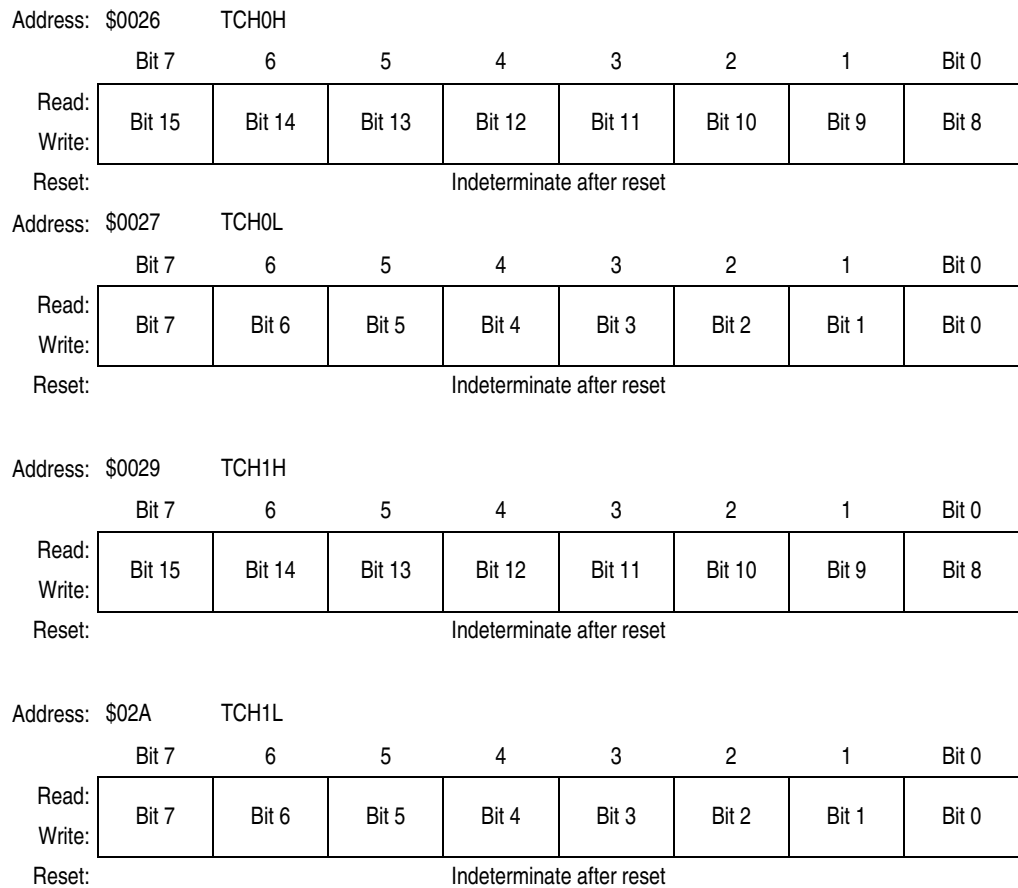 Address: $0026 TCH0H
Bit 7 6 5 4 3 2 1 Bit 0
Read:
Bit 15 Bit 14 Bit 13 Bit 12 Bit 11 Bit 10 Bit 9 Bit 8
Write:
Reset: Indeterminate after reset
Address: $0027 TCH0L
Bit 7 6 5 4 3 2 1 Bit 0
Read:
Bit 7 Bit 6 Bit 5 Bit 4 Bit 3 Bit 2 Bit 1 Bit 0
Write:
Reset: Indeterminate after reset
Address: $0029 TCH1H
Bit 7 6 5 4 3 2 1 Bit 0
Read:
Bit 15 Bit 14 Bit 13 Bit 12 Bit 11 Bit 10 Bit 9 Bit 8
Write:
Reset: Indeterminate after reset
Address: $02A TCH1L
Bit 7 6 5 4 3 2 1 Bit 0
Read:
Bit 7 Bit 6 Bit 5 Bit 4 Bit 3 Bit 2 Bit 1 Bit 0
Write:
Reset: Indeterminate after reset